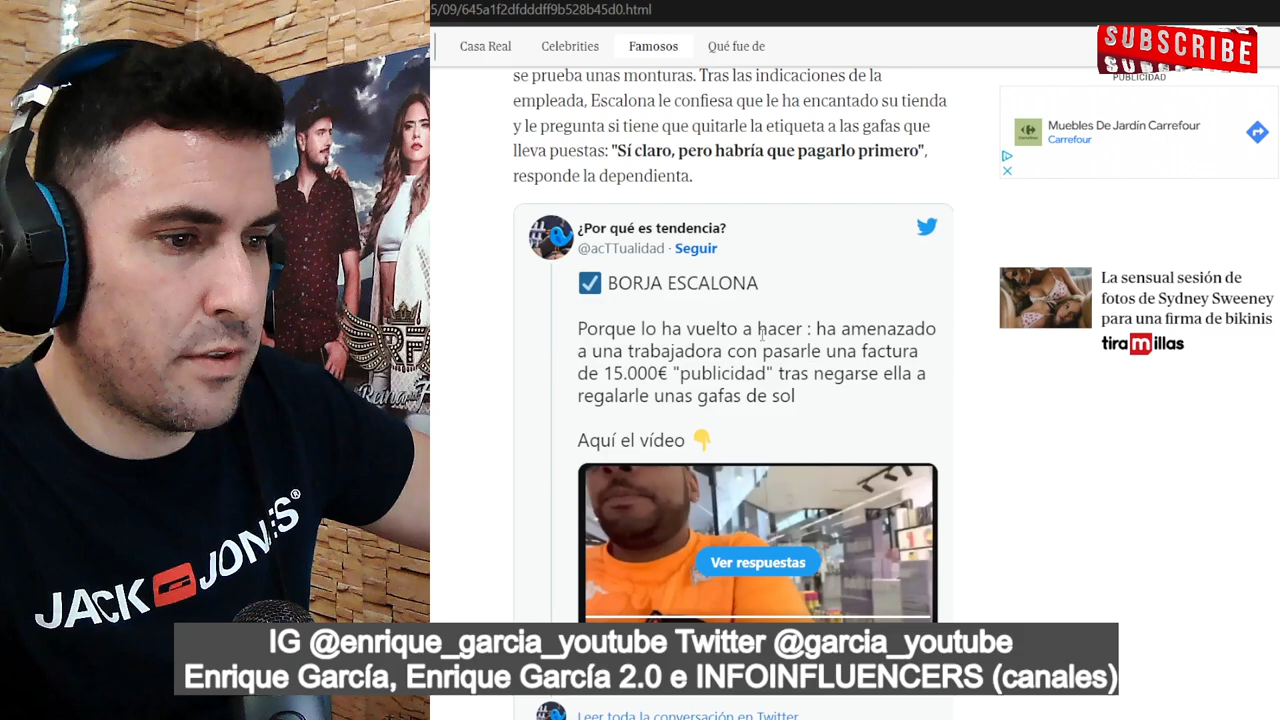 5/09/645a1f2dfdddff9b528b45d0.html
Casa Real Celebrities Famosos Qué fue de
SUBSCRIBE
PUBLICIDAD
se prueba unas monturas. Tras las indicaciones de la
empleada, Escalona le confiesa que le ha encantado su tienda
y le pregunta si tiene que quitarle la etiqueta a las gafas que
lleva puestas: "Sí claro, pero habría que pagarlo primero",
responde la dependienta.
Muebles De Jardín Carrefour
Carrefour
¿Por qué es tendencia?
@acTTualidad · Seguir
BORJA ESCALONA
Porque lo ha vuelto a hacer : ha amenazado
a una trabajadora con pasarle una factura
de 15.000€ "publicidad" tras negarse ella a
regalarle unas gafas de sol
Aquí el vídeo 👇
Ver respuestas
La sensual sesión de
fotos de Sydney Sweeney
para una firma de bikinis
tiramillas
RF
JACK JONES®
IG @enrique_garcia_youtube Twitter @garcia_youtube
Enrique García, Enrique García 2.0 e INFOINFLUENCERS (canales)
Leer toda la conversación en Twitter